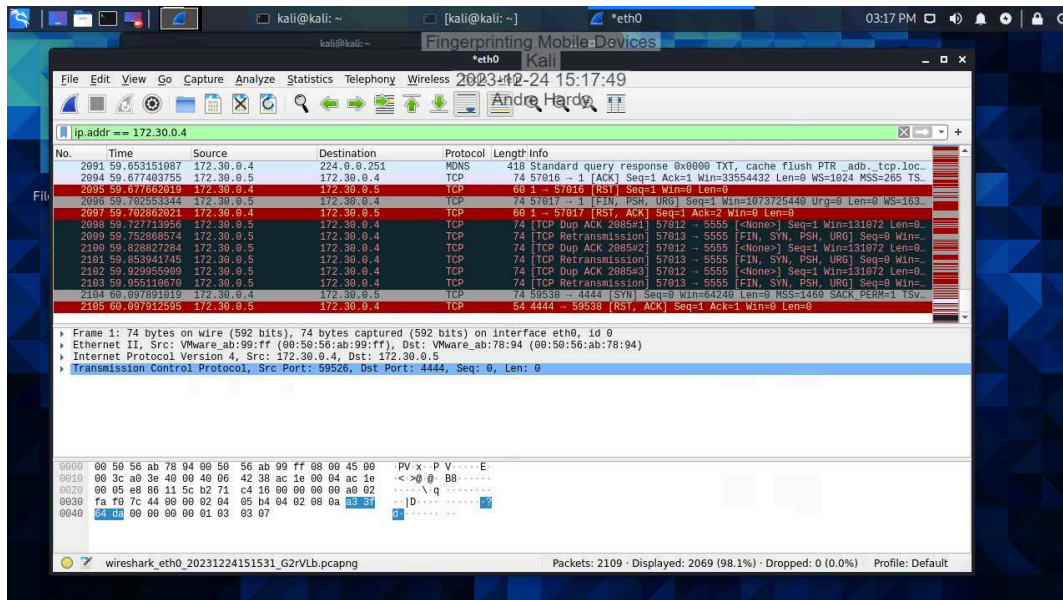 kali@kali: ~
[kali@kali: ~]
*eth0
03:17 PM
kali@kali: ~
Fingerprinting Mobile Devices
*eth0
Kali
File Edit View Go Capture Analyze Statistics Telephony Wireless
2023-12-24 15:17:49
Andre Hardy
ip.addr == 172.30.0.4
No. Time Source Destination Protocol Length Info
2091 59.653151087 172.30.0.4 224.0.0.251 MDNS 418 Standard query response 0x0000 TXT, cache flush PTR _adb._tcp.loc…
2094 59.677403755 172.30.0.5 172.30.0.4 TCP 74 57016 → 1 [ACK] Seq=1 Ack=1 Win=33554432 Len=0 WS=1024 MSS=265 TS…
2095 59.677662019 172.30.0.4 172.30.0.5 TCP 60 1 → 57016 [RST] Seq=1 Win=0 Len=0
2096 59.702553344 172.30.0.5 172.30.0.4 TCP 74 57017 → 1 [FIN, PSH, URG] Seq=1 Win=1073725440 Urg=0 Len=0 WS=163…
2097 59.702862021 172.30.0.4 172.30.0.5 TCP 60 1 → 57017 [RST, ACK] Seq=1 Ack=2 Win=0 Len=0
2098 59.727713956 172.30.0.5 172.30.0.4 TCP 74 [TCP Dup ACK 2085#1] 57012 → 5555 [<None>] Seq=1 Win=131072 Len=0…
2099 59.752868574 172.30.0.5 172.30.0.4 TCP 74 [TCP Retransmission] 57013 → 5555 [FIN, SYN, PSH, URG] Seq=0 Win=…
2100 59.828827284 172.30.0.5 172.30.0.4 TCP 74 [TCP Dup ACK 2085#2] 57012 → 5555 [<None>] Seq=1 Win=131072 Len=0…
2101 59.853941745 172.30.0.5 172.30.0.4 TCP 74 [TCP Retransmission] 57013 → 5555 [FIN, SYN, PSH, URG] Seq=0 Win=…
2102 59.929955909 172.30.0.5 172.30.0.4 TCP 74 [TCP Dup ACK 2085#3] 57012 → 5555 [<None>] Seq=1 Win=131072 Len=0…
2103 59.955110670 172.30.0.5 172.30.0.4 TCP 74 [TCP Retransmission] 57013 → 5555 [FIN, SYN, PSH, URG] Seq=0 Win=…
2104 60.097891019 172.30.0.4 172.30.0.5 TCP 74 59538 → 4444 [SYN] Seq=0 Win=64240 Len=0 MSS=1460 SACK_PERM=1 TSv…
2105 60.097912595 172.30.0.5 172.30.0.4 TCP 54 4444 → 59538 [RST, ACK] Seq=1 Ack=1 Win=0 Len=0
Frame 1: 74 bytes on wire (592 bits), 74 bytes captured (592 bits) on interface eth0, id 0
Ethernet II, Src: VMware_ab:99:ff (00:50:56:ab:99:ff), Dst: VMware_ab:78:94 (00:50:56:ab:78:94)
Internet Protocol Version 4, Src: 172.30.0.4, Dst: 172.30.0.5
Transmission Control Protocol, Src Port: 59526, Dst Port: 4444, Seq: 0, Len: 0
0000 00 50 56 ab 78 94 00 50 56 ab 99 ff 08 00 45 00 ·PV·x··P V·····E·
0010 00 3c a0 3e 40 00 40 06 42 38 ac 1e 00 04 ac 1e ·<·>@·@· B8······
0020 00 05 e8 86 11 5c b2 71 c4 16 00 00 00 00 a0 02 ·····\·q ········
0030 fa f0 7c 44 00 00 02 04 05 b4 04 02 08 0a a3 3f ··|D···· ·······?
0040 64 da 00 00 00 00 01 03 03 07 d········· 
wireshark_eth0_20231224151531_G2rVLb.pcapng
Packets: 2109 · Displayed: 2069 (98.1%) · Dropped: 0 (0.0%)
Profile: Default